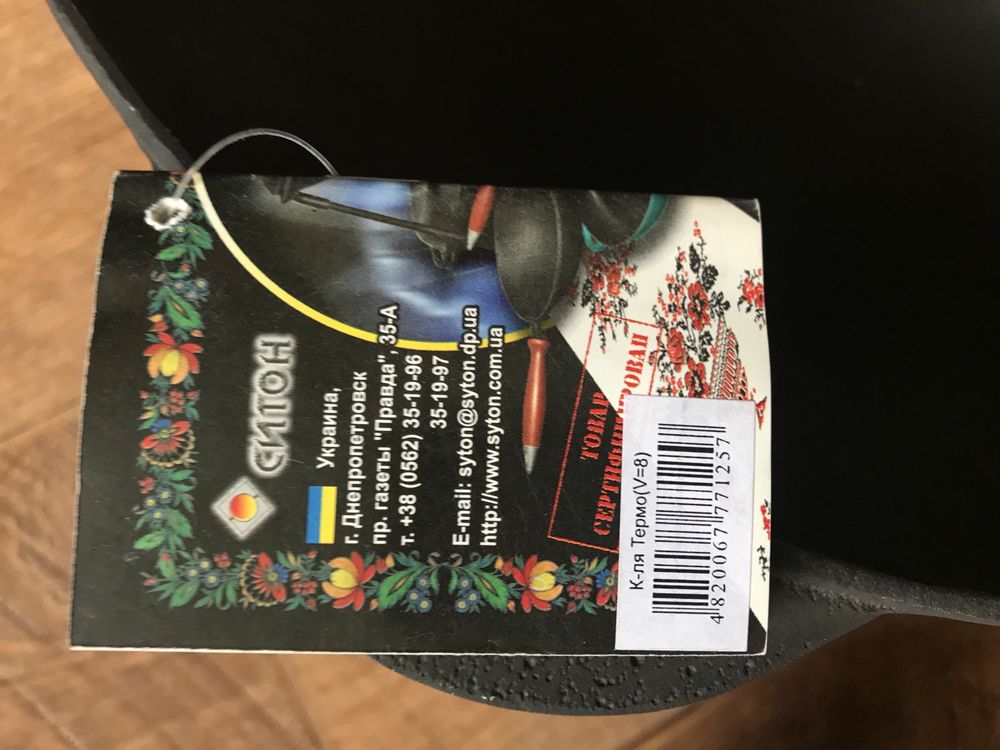 СИТОН
Украина,
г. Днепропетровск
пр. газеты "Правда", 35-А
т. +38 (0562) 35-19-96
35-19-97
E-mail: syton@syton.dp.ua
http://www.syton.com.ua
ТОВАР
СЕРТИФИЦИРОВАН
К-ля Термо(V=8)
4820067771257